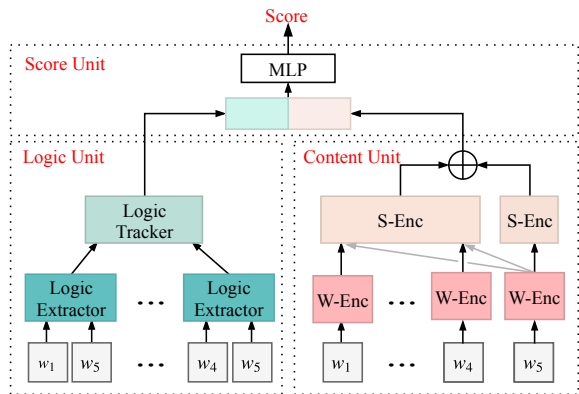 Score
Score Unit
MLP
Logic Unit
Content Unit
Logic
Tracker
S-Enc
S-Enc
Logic
Extractor
...
Logic
Extractor
W-Enc
...
W-Enc
W-Enc
w1
w5
...
w4
w5
w1
...
w4
w5